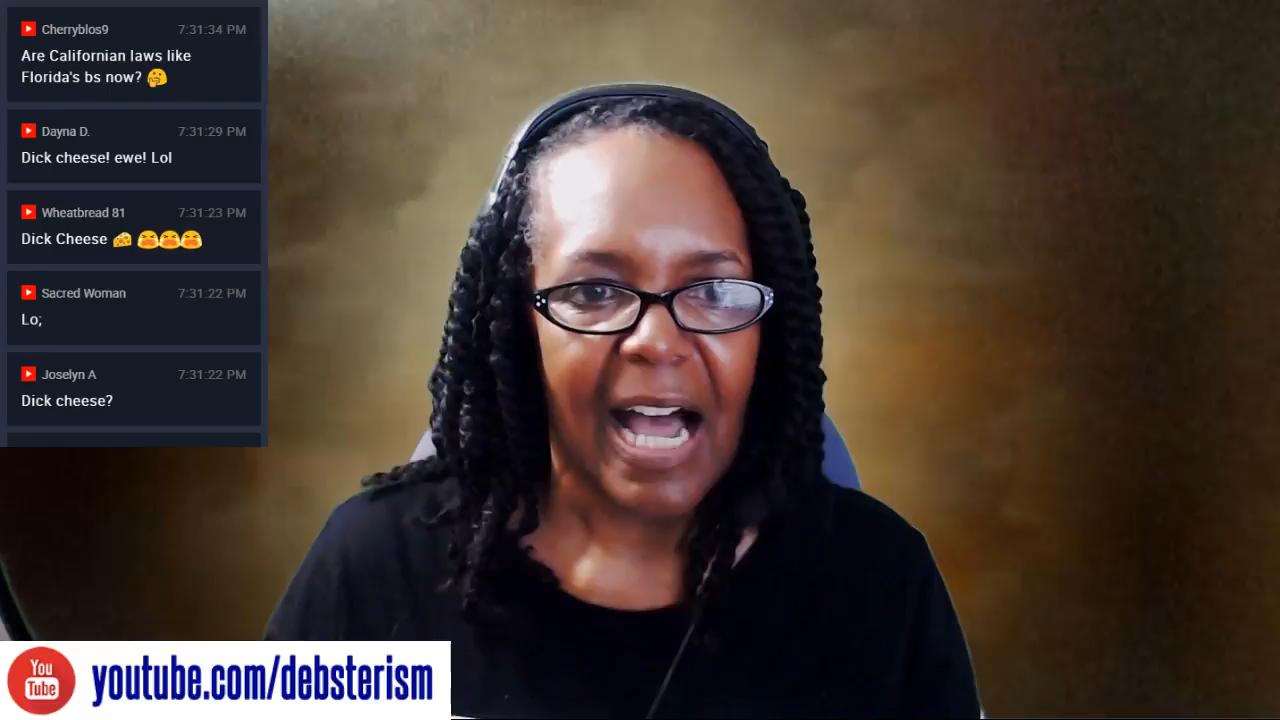 Cherryblos9 7:31:34 PM
Are Californian laws like
Florida's bs now? 🤔
Dayna D. 7:31:29 PM
Dick cheese! ewe! Lol
Wheatbread 81 7:31:23 PM
Dick Cheese 🧀 😫😫😫
Sacred Woman 7:31:22 PM
Lo;
Joselyn A 7:31:22 PM
Dick cheese?
You
Tube
youtube.com/debsterism